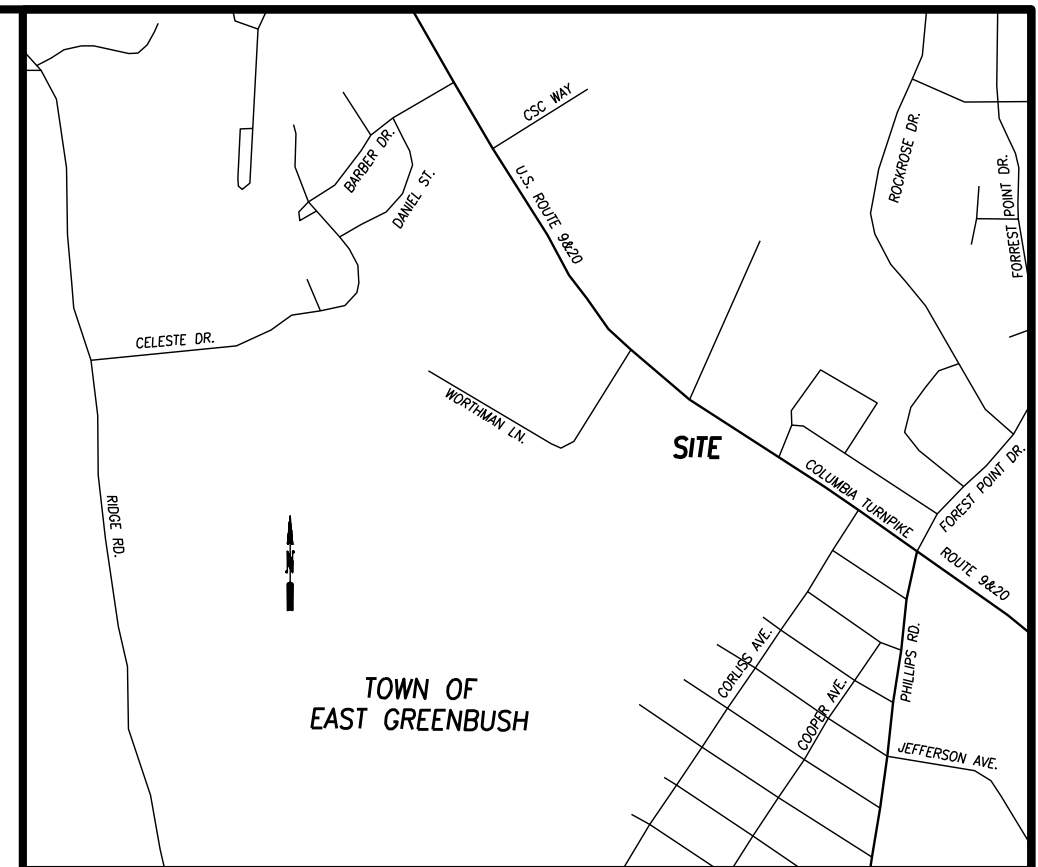 CSC WAY
BARBER DR.
DANIEL ST.
U.S. ROUTE 9&20
ROCKROSE DR.
FORREST POINT DR.
CELESTE DR.
WORTHMAN LN.
SITE
COLUMBIA TURNPIKE
FOREST POINT DR.
RIDGE RD.
N
ROUTE 9&20
TOWN OF
EAST GREENBUSH
CORLISS AVE.
COOPER AVE.
PHILLIPS RD.
JEFFERSON AVE.